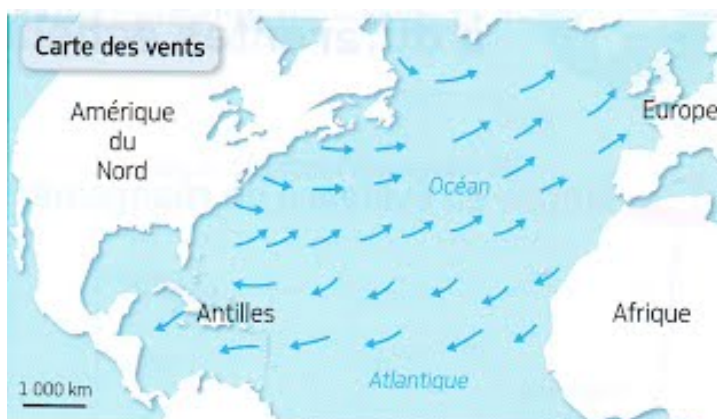 Carte des vents
Amérique
du
Nord
Europe
Océan
Antilles
Afrique
Atlantique
1 000 km